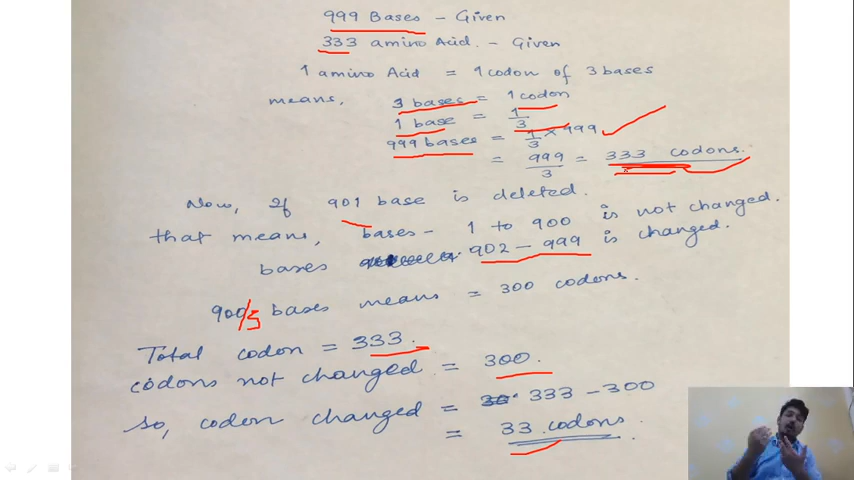 999 Bases - Given
333 amino Acid. - Given
1 amino Acid = 1 codon of 3 bases
means, 3 bases = 1 codon
1 base = 1/3
999 bases = 1/3 × 999
= 999/3 = 333 codons.
Now, If 901 base is deleted.
that means, bases - 1 to 900 is not changed.
bases 902 - 999 is changed.
900/3 bases means = 300 codons.
Total codon = 333.
codons not changed = 300.
so, codon changed = 333 - 300
= 33 codons.